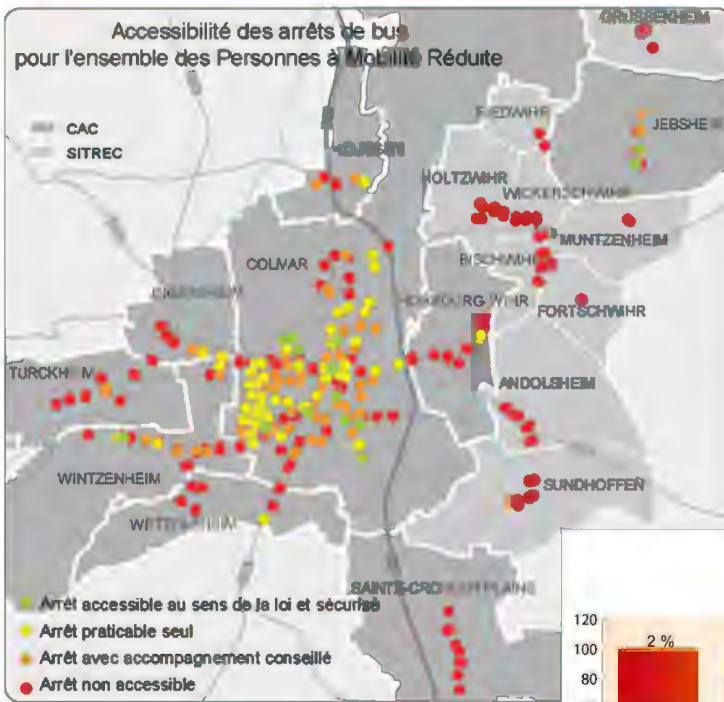 Accessibilité des arrêts de bus
pour l'ensemble des Personnes à Mobilité Réduite
CAC
SITREC
JEBSHE
HOLTZWIHR
WICKERSCHWIHR
MUNTZENHEIM
COLMAR
FORTSCHWIHR
TURCKH M
ANDOLSHEIM
WINTZENHEIM
SUNDHOFFEN
Arrêt accessible au sens de la loi et sécurisé
Arrêt praticable seul
Arrêt avec accompagnement conseillé
Arrêt non accessible
120
2 %
100
80